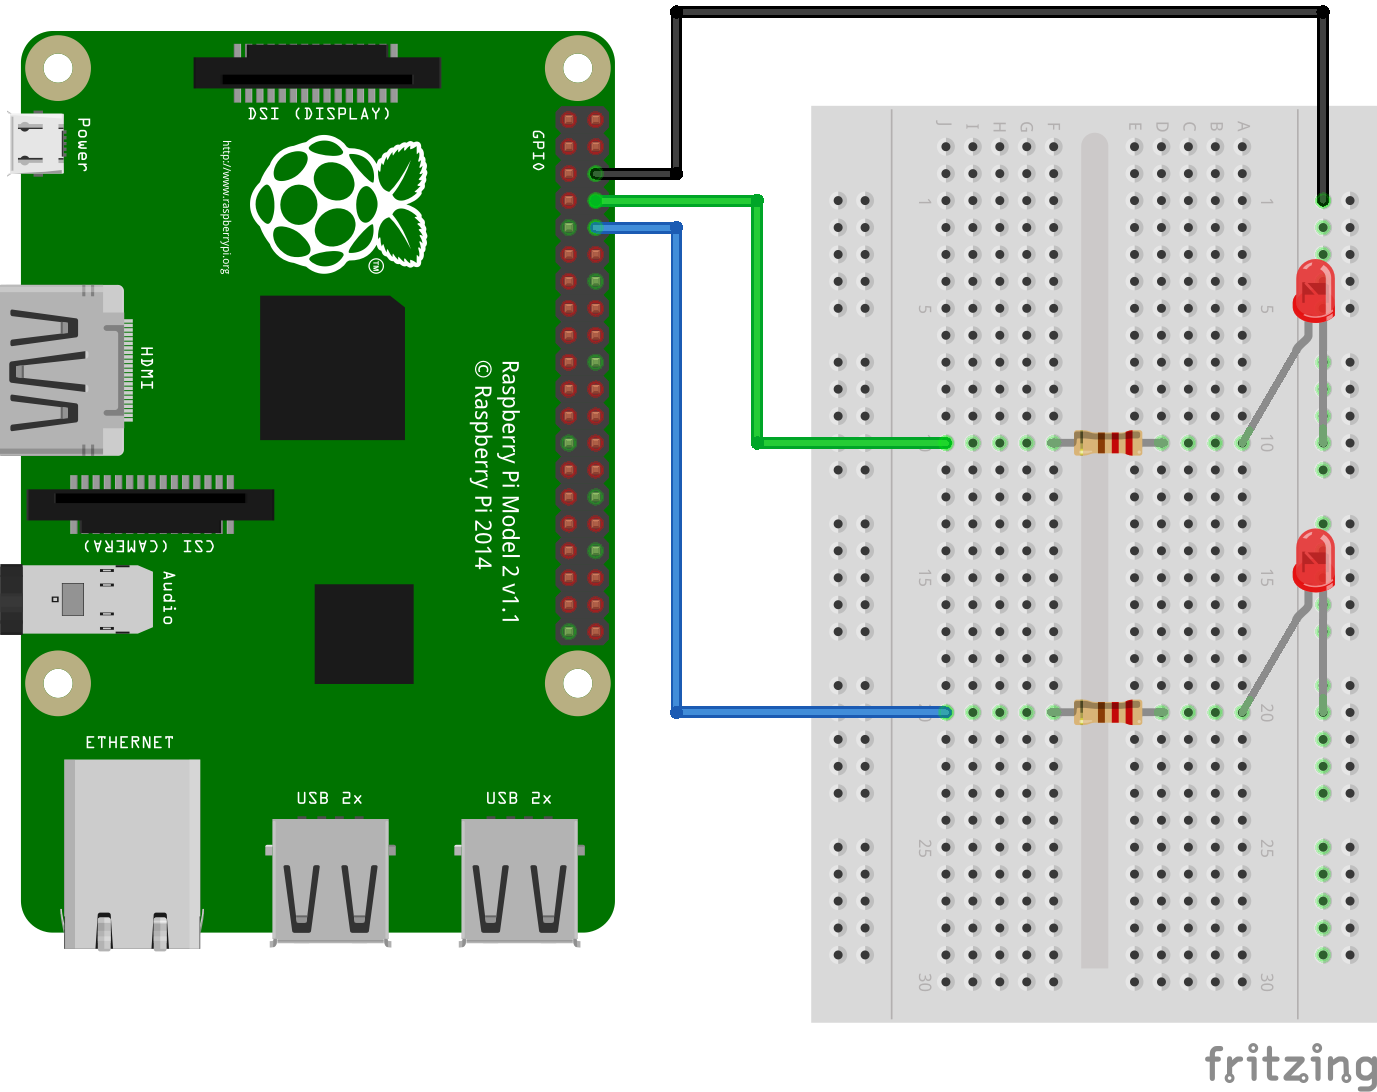 DSI (DISPLAY)
Power
GPIO
http://www.raspberrypi.org
TM
HDMI
Raspberry Pi Model 2 v1.1
© Raspberry Pi 2014
CSI (CAMERA)
Audio
ETHERNET
USB 2x
USB 2x
J I H G F E D C B A
1 1
5 5
10
15 15
20
25 25
30 30
fritzing